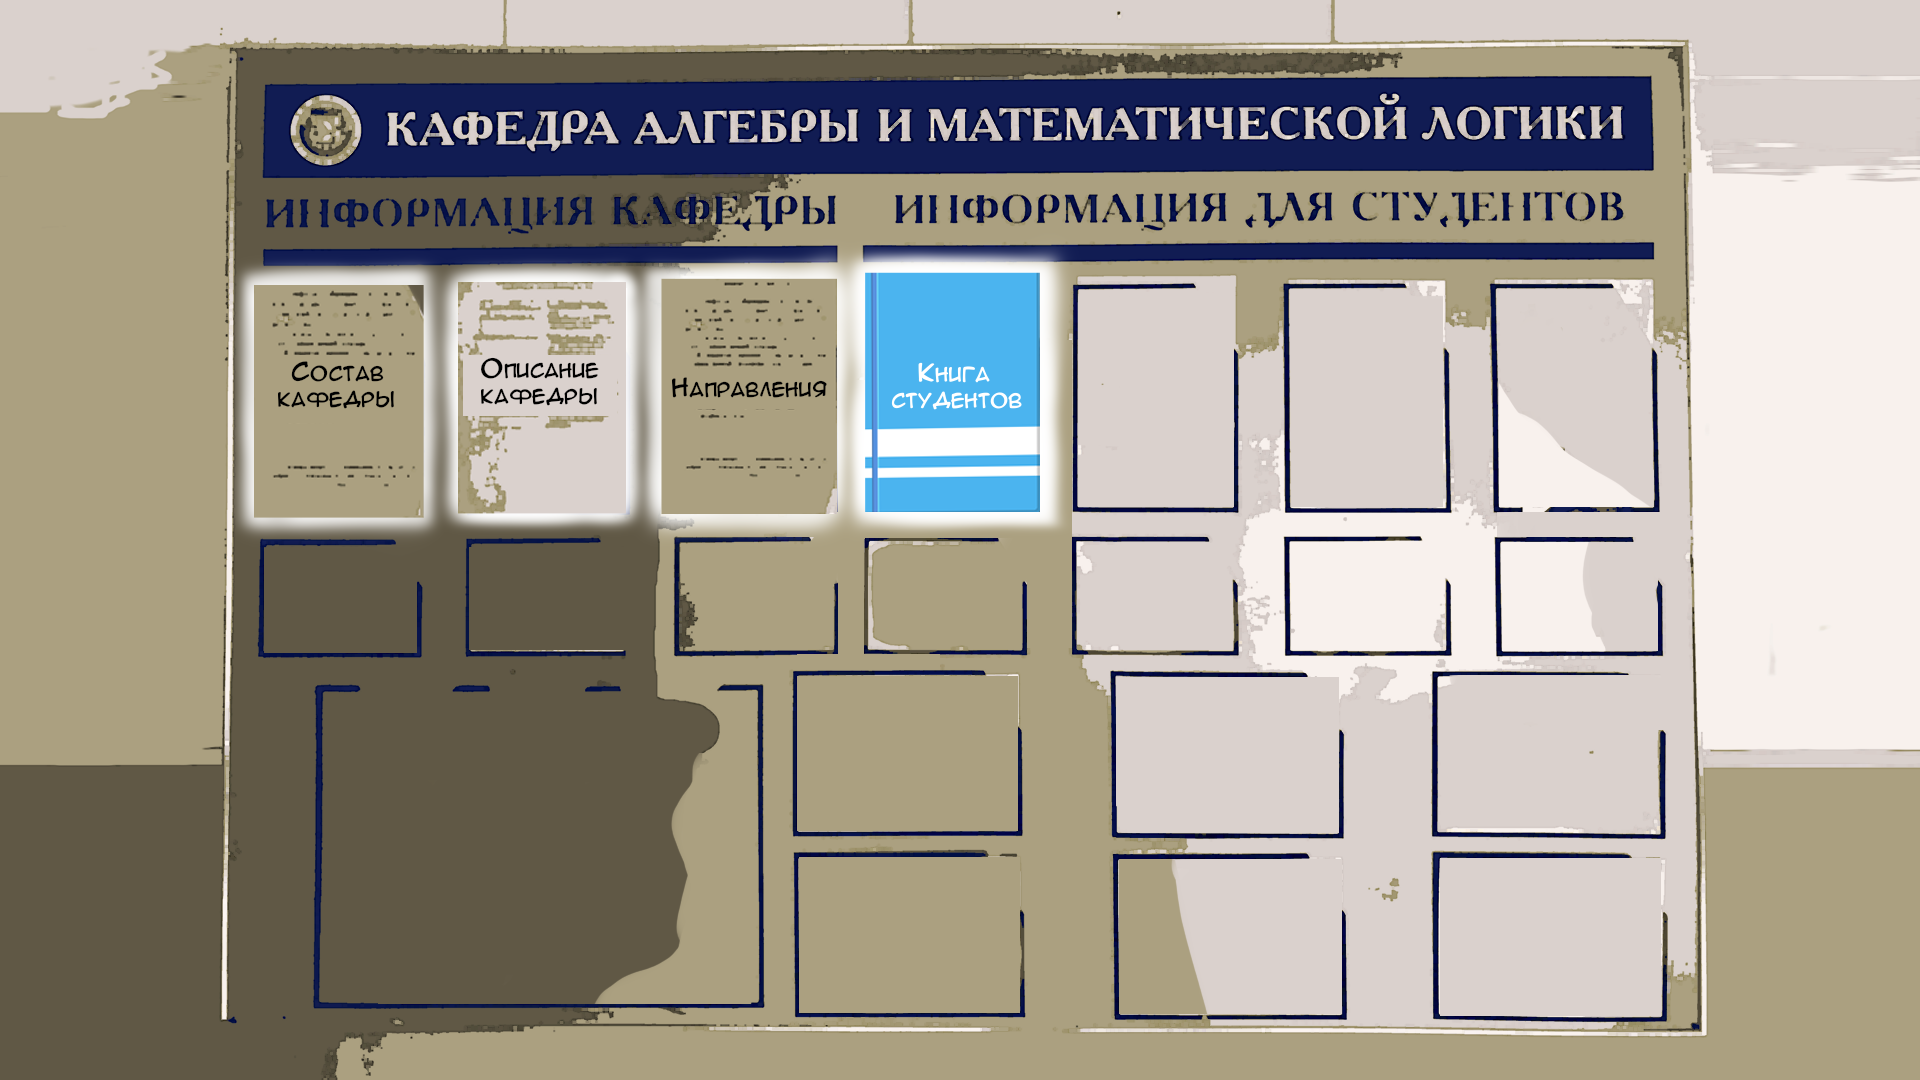 КАФЕДРА АЛГЕБРЫ И МАТЕМАТИЧЕСКОЙ ЛОГИКИ
ИНФОРМАЦИЯ КАФЕДРЫ
ИНФОРМАЦИЯ ДЛЯ СТУДЕНТОВ
Состав
кафедры
Описание
кафедры
Направления
Книга
студентов